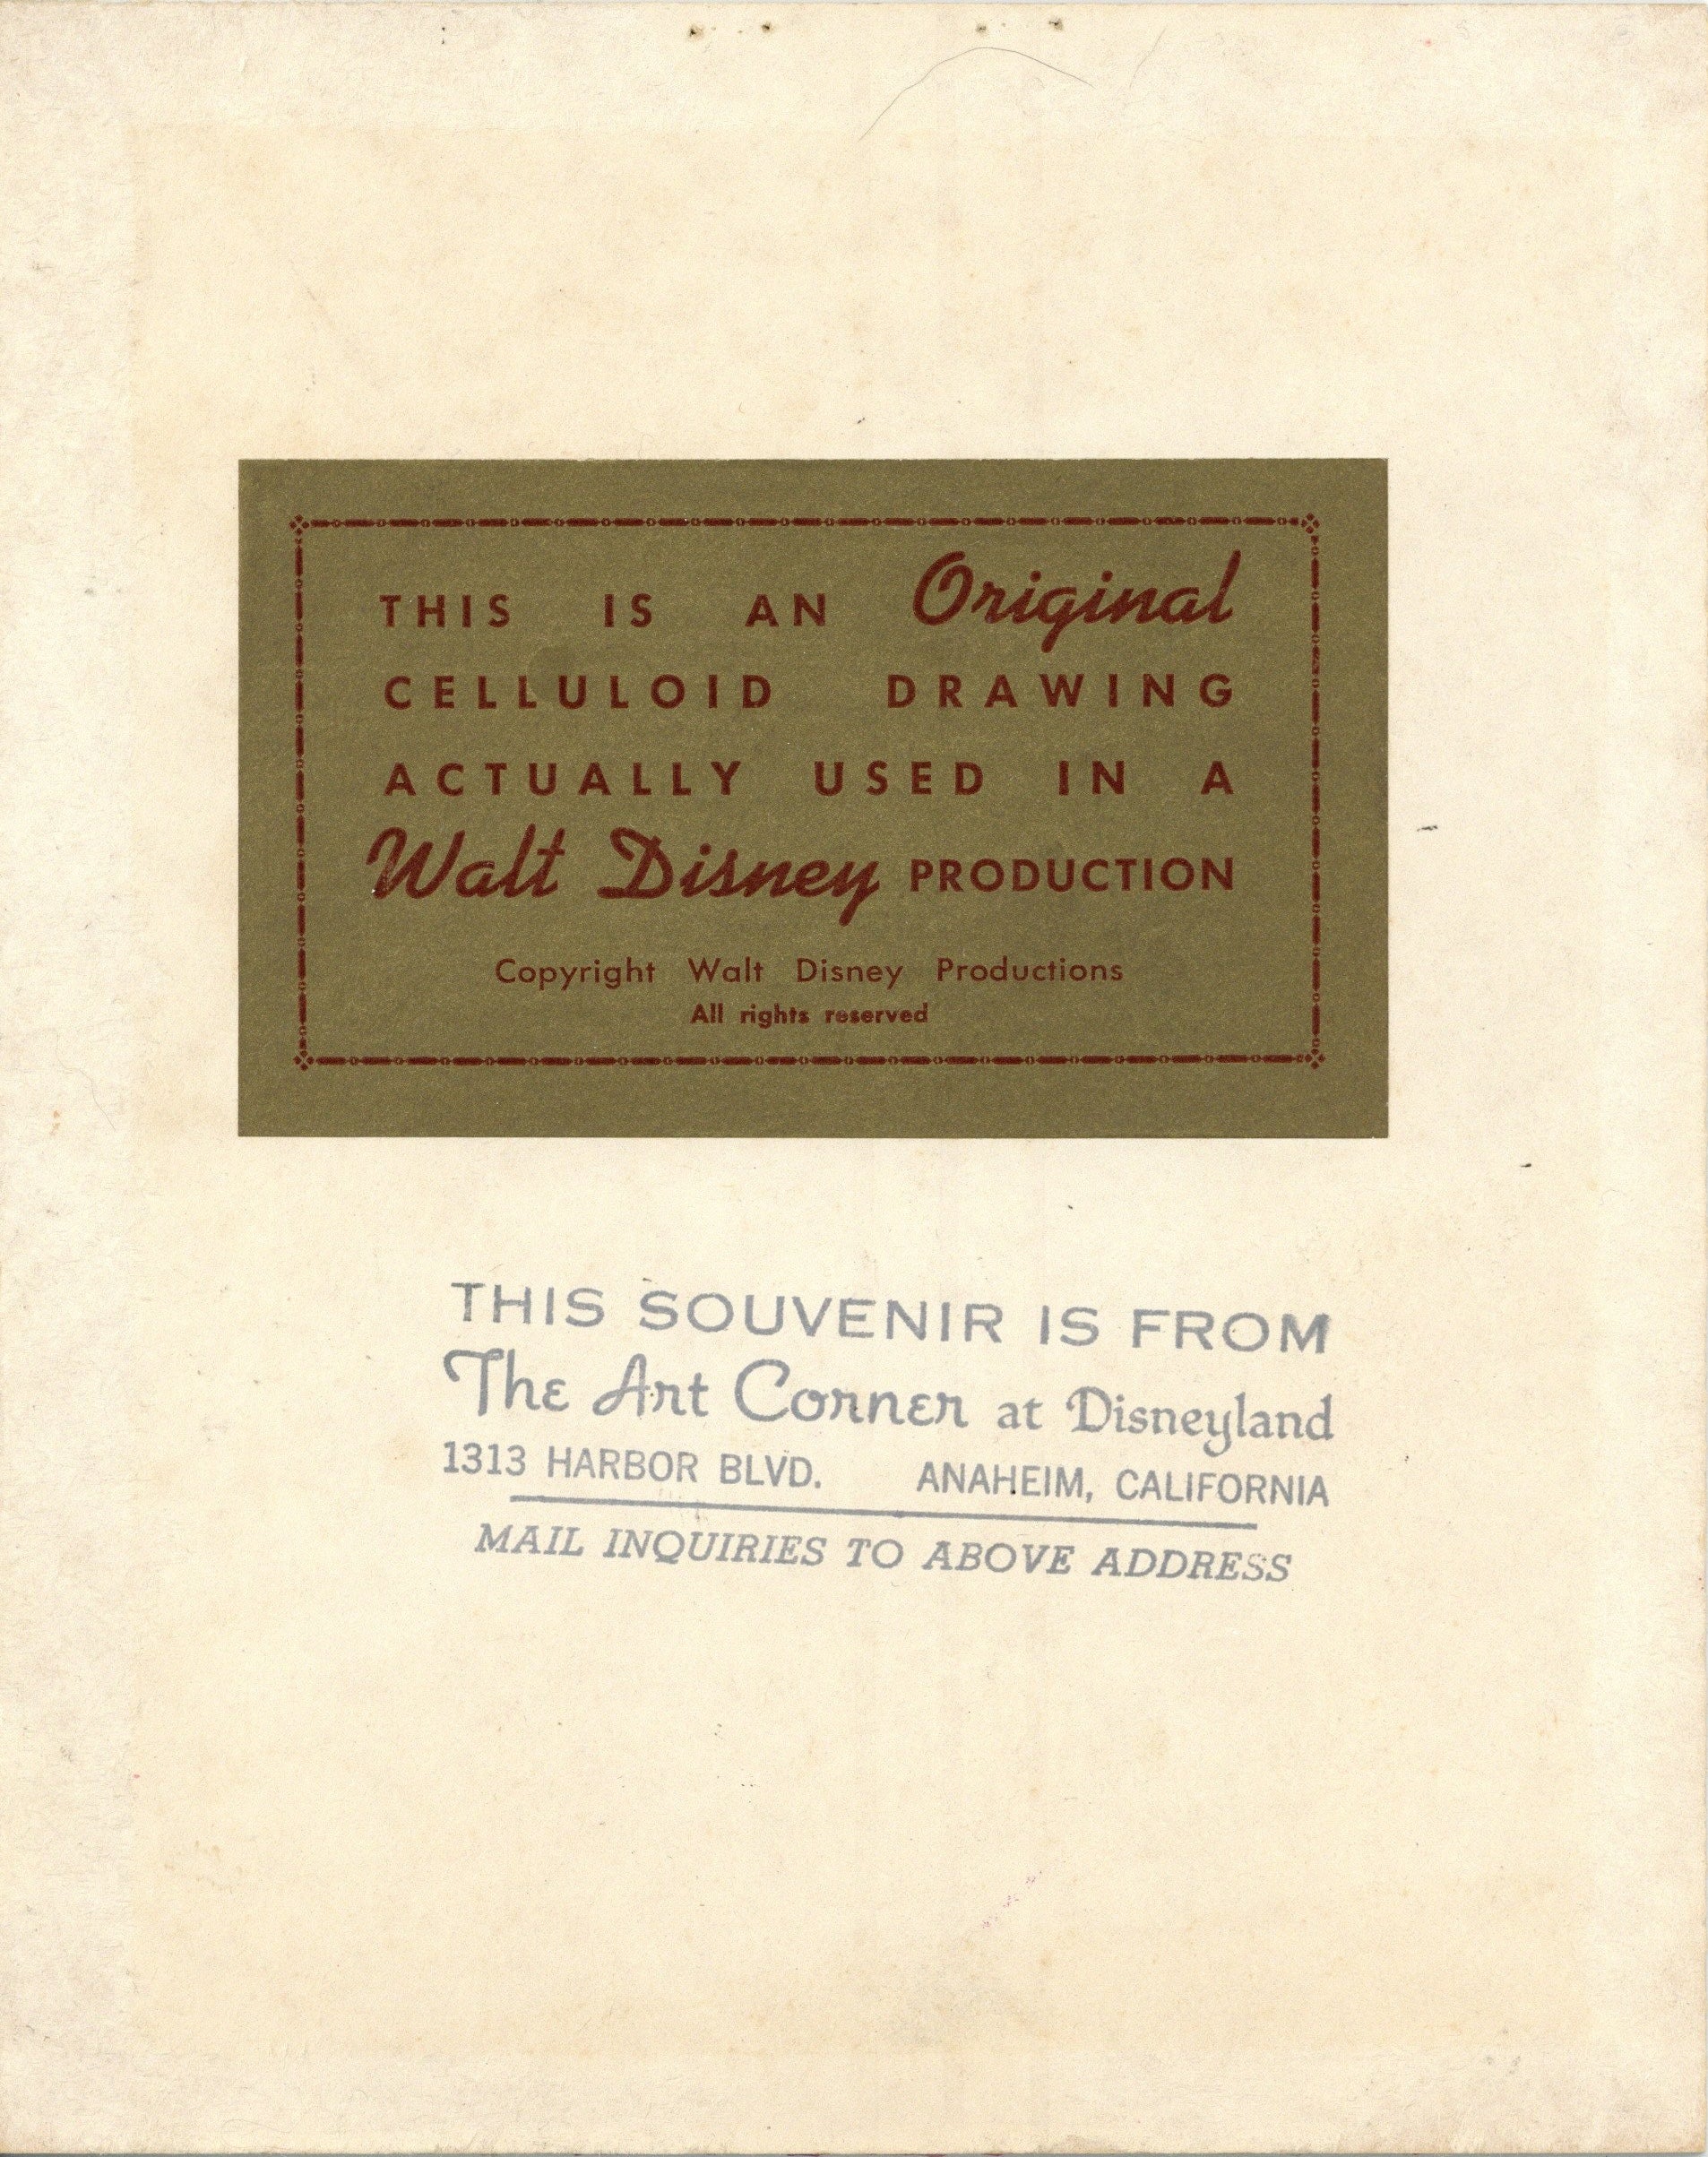 THIS IS AN Original
CELLULOID DRAWING
ACTUALLY USED IN A
Walt Disney PRODUCTION
Copyright Walt Disney Productions
All rights reserved
THIS SOUVENIR IS FROM
The Art Corner at Disneyland
1313 HARBOR BLVD. ANAHEIM, CALIFORNIA
MAIL INQUIRIES TO ABOVE ADDRESS